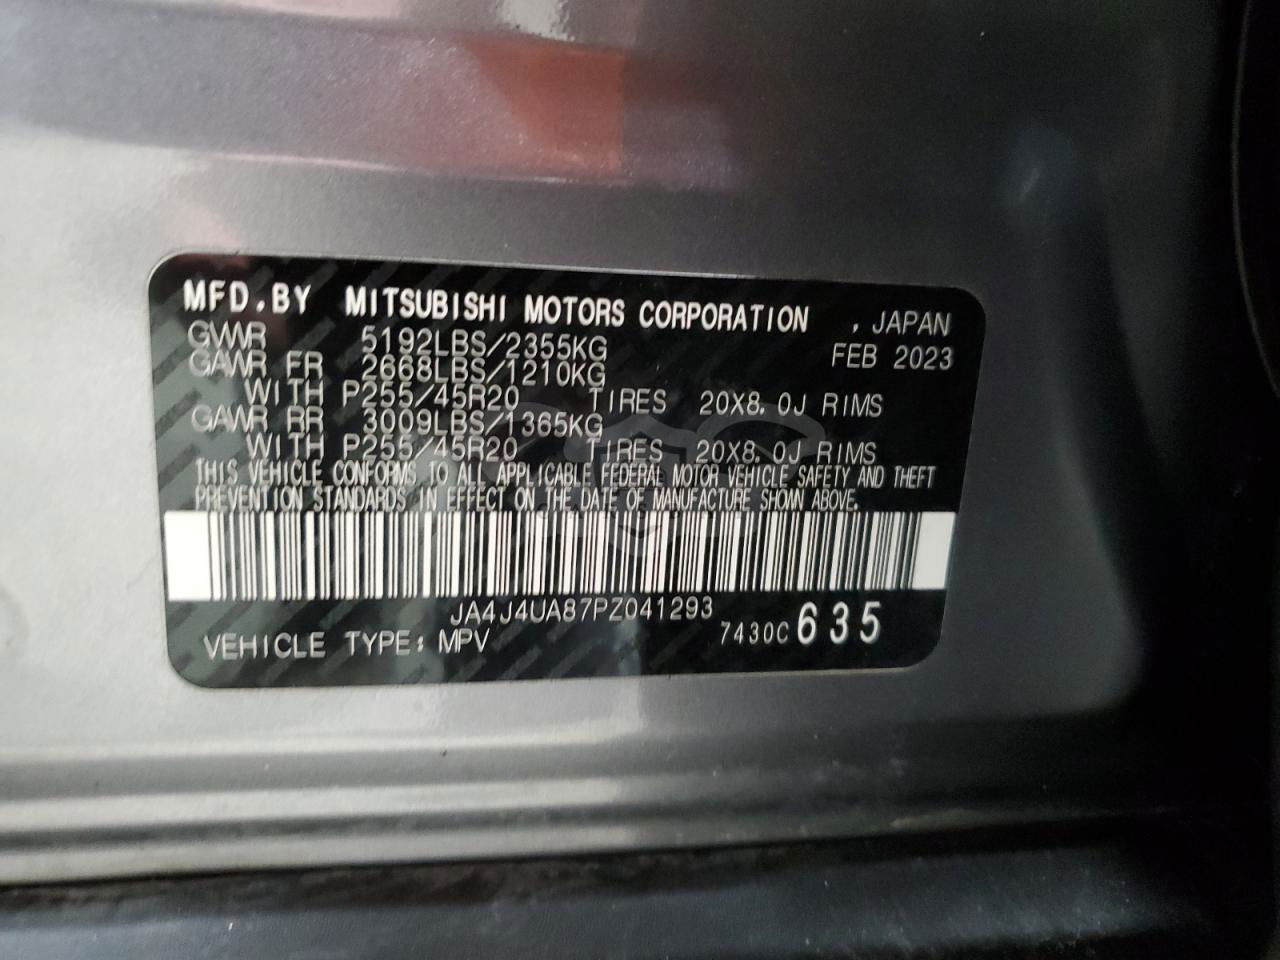 MFD.BY MITSUBISHI MOTORS CORPORATION , JAPAN
GVWR 5192LBS/2355KG FEB 2023
GAWR FR 2668LBS/1210KG
WITH P255/45R20 TIRES 20X8.0J RIMS
GAWR RR 3009LBS/1365KG
WITH P255/45R20 TIRES 20X8.0J RIMS
THIS VEHICLE CONFORMS TO ALL APPLICABLE FEDERAL MOTOR VEHICLE SAFETY AND THEFT
PREVENTION STANDARDS IN EFFECT ON THE DATE OF MANUFACTURE SHOWN ABOVE.
JA4J4UA87PZ041293
VEHICLE TYPE: MPV 7430C 635